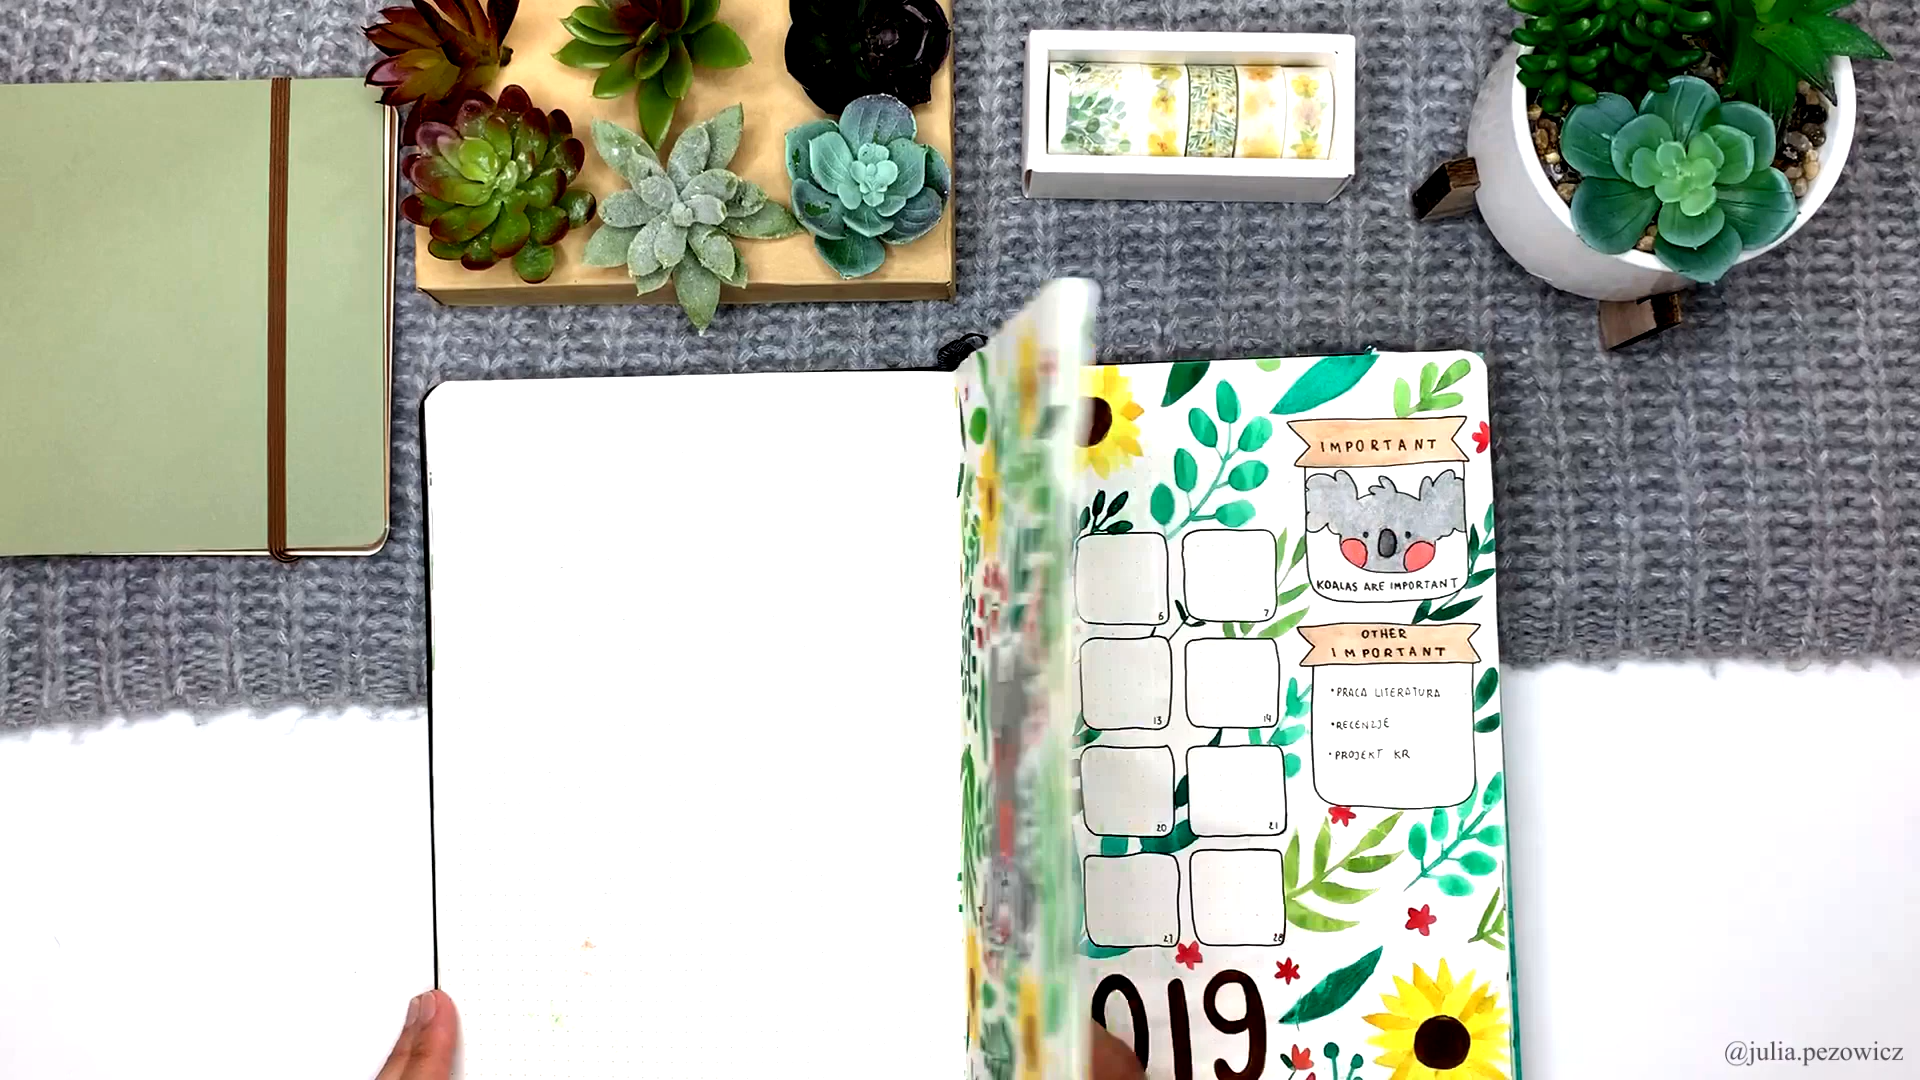 IMPORTANT
KOALAS ARE IMPORTANT
OTHER
IMPORTANT
•PRACA LITERATURA
•RECENZJE
•PROJEKT KR
6
7
13
14
20
21
27
28
019
@julia.pezowicz